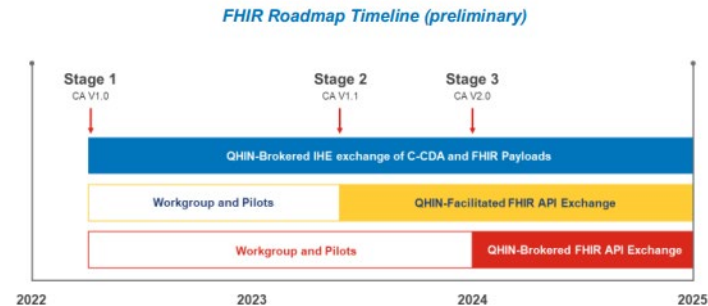 FHIR Roadmap Timeline (preliminary)
Stage 1
CA V1.0
Stage 2
CA V1.1
Stage 3
CA V2.0
QHIN-Brokered IHE exchange of C-CDA and FHIR Payloads
Workgroup and Pilots
QHIN-Facilitated FHIR API Exchange
Workgroup and Pilots
QHIN-Brokered FHIR API Exchange
2022
2023
2024
2025